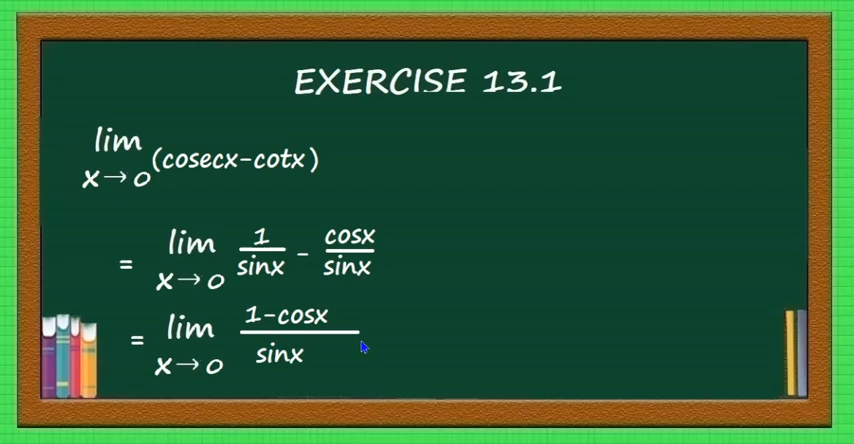 EXERCISE 13.1
lim x→0 (cosecx-cotx)
= lim x→0 1/sinx - cosx/sinx
= lim x→0 1-cosx/sinx